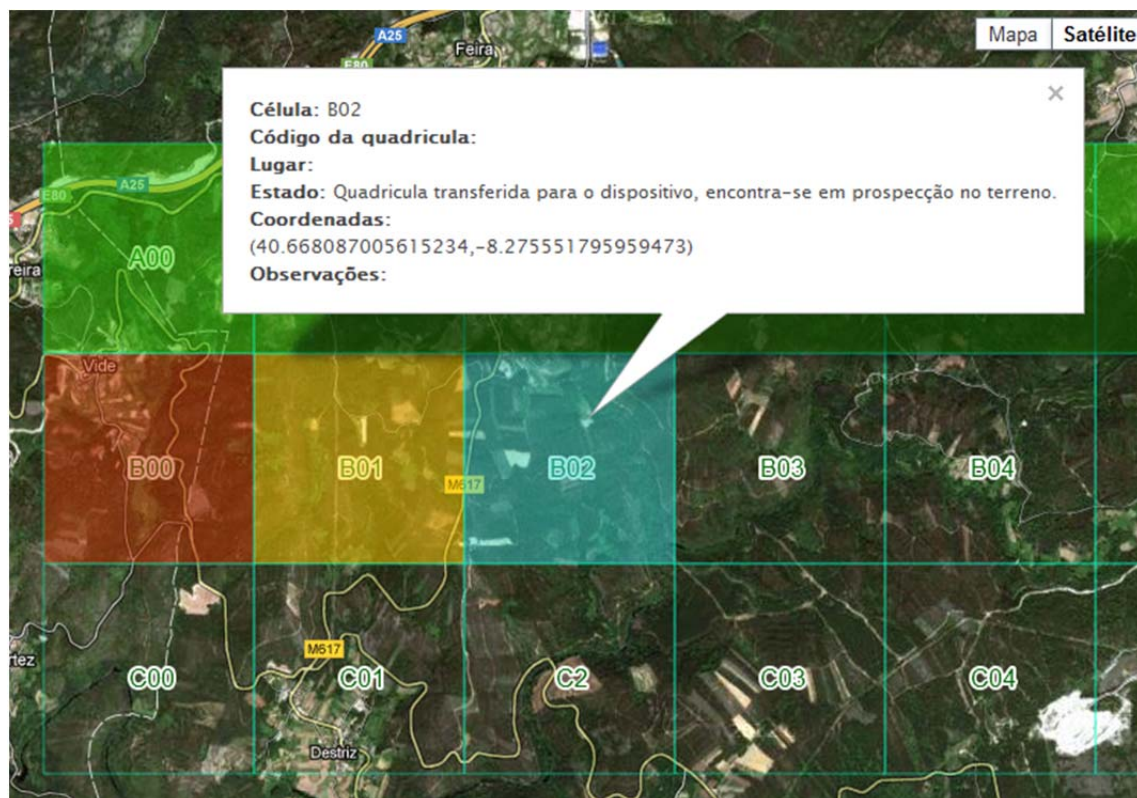 A25
Feira
E80
Mapa
Satélite
Célula: B02
Código da quadricula:
Lugar:
Estado: Quadricula transferida para o dispositivo, encontra-se em prospecção no terreno.
Coordenadas:
(40.668087005615234,-8.275551795959473)
Observações:
E80
A25
A00
reira
Vide
B00
B01
M617
B02
B03
B04
M617
tez
C00
C01
C2
C03
C04
Destriz